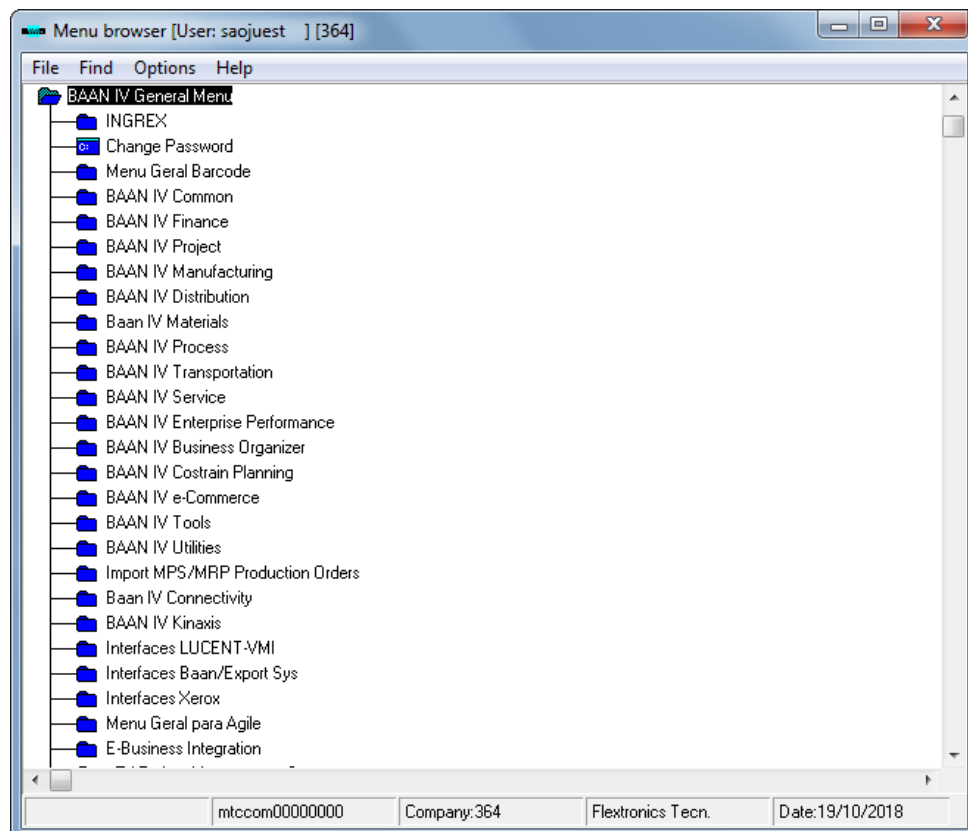 Menu browser [User: saojuest ] [364]
File Find Options Help
BAAN IV General Menu
INGREX
Change Password
Menu Geral Barcode
BAAN IV Common
BAAN IV Finance
BAAN IV Project
BAAN IV Manufacturing
BAAN IV Distribution
Baan IV Materials
BAAN IV Process
BAAN IV Transportation
BAAN IV Service
BAAN IV Enterprise Performance
BAAN IV Business Organizer
BAAN IV Costrain Planning
BAAN IV e-Commerce
BAAN IV Tools
BAAN IV Utilities
Import MPS/MRP Production Orders
Baan IV Connectivity
BAAN IV Kinaxis
Interfaces LUCENT-VMI
Interfaces Baan/Export Sys
Interfaces Xerox
Menu Geral para Agile
E-Business Integration
mtccom00000000 Company:364 Flextronics Tecn. Date:19/10/2018